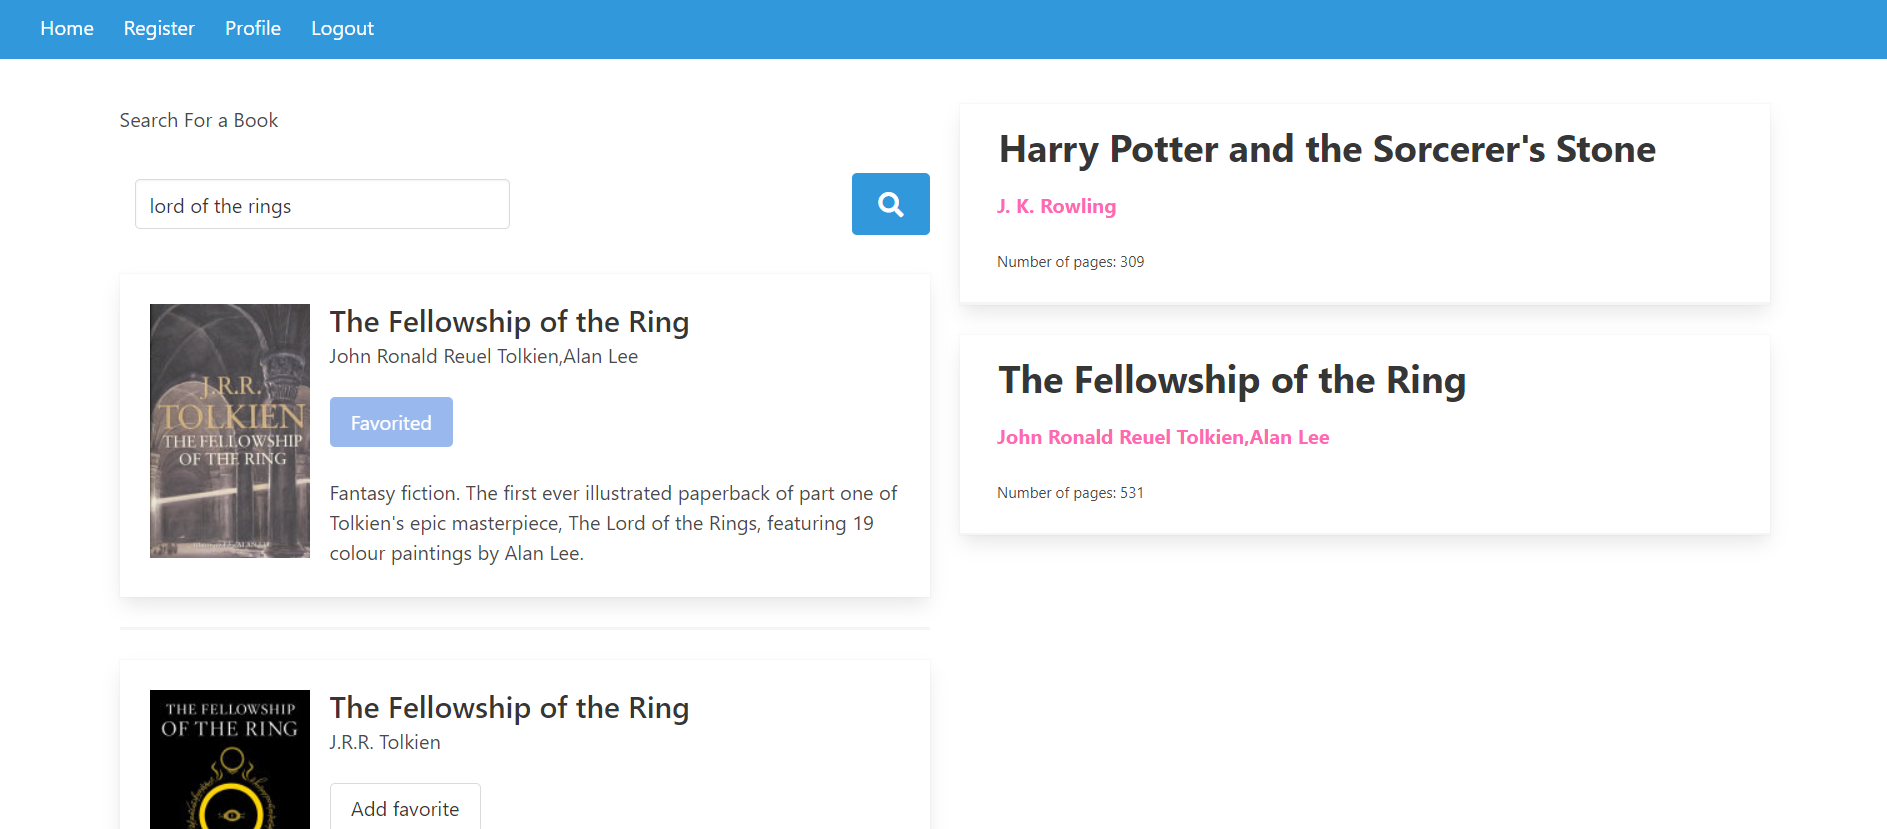 Home Register Profile Logout
Search For a Book
lord of the rings
J.R.R.
TOLKIEN
THE FELLOWSHIP
OF THE RING
The Fellowship of the Ring
John Ronald Reuel Tolkien,Alan Lee
Favorited
Fantasy fiction. The first ever illustrated paperback of part one of
Tolkien's epic masterpiece, The Lord of the Rings, featuring 19
colour paintings by Alan Lee.
THE FELLOWSHIP
OF THE RING
The Fellowship of the Ring
J.R.R. Tolkien
Add favorite
Harry Potter and the Sorcerer's Stone
J. K. Rowling
Number of pages: 309
The Fellowship of the Ring
John Ronald Reuel Tolkien,Alan Lee
Number of pages: 531